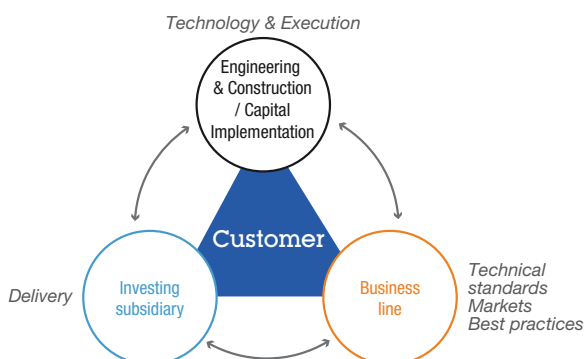 Technology & Execution
Engineering
& Construction
/ Capital
Implementation
Customer
Delivery
Investing
subsidiary
Business
line
Technical
standards
Markets
Best practices